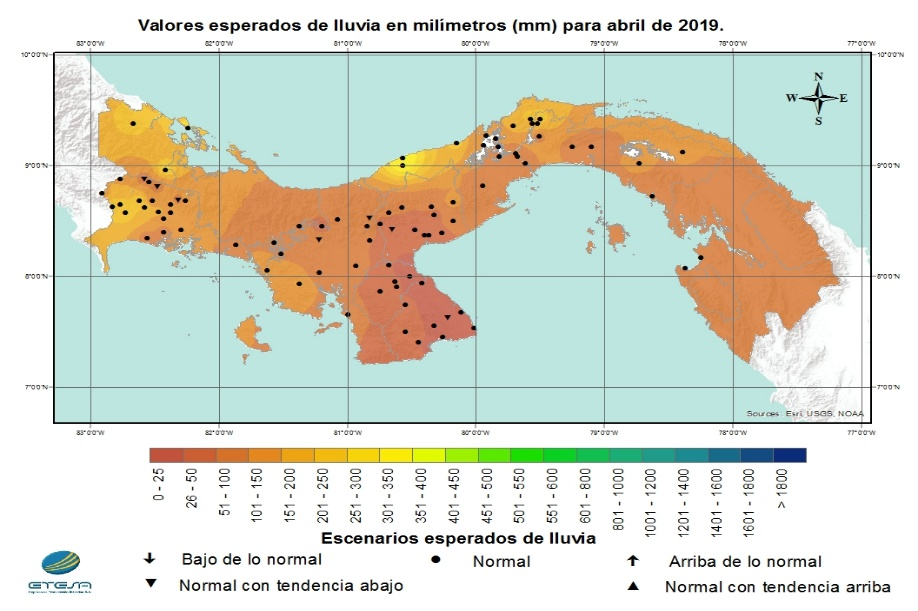 Valores esperados de lluvia en milímetros (mm) para abril de 2019.
83°0'0"W 82°0'0"W 81°0'0"W 80°0'0"W 79°0'0"W 78°0'0"W 77°0'0"W
10°0'0"N 10°0'0"N
N
W E
S
9°0'0"N 9°0'0"N
8°0'0"N 8°0'0"N
7°0'0"N 7°0'0"N
Sources: Esri, USGS, NOAA
83°0'0"W 82°0'0"W 81°0'0"W 80°0'0"W 79°0'0"W 78°0'0"W 77°0'0"W
0 - 25
26 - 50
51 - 100
101 - 150
151 - 200
201 - 250
251 - 300
301 - 350
351 - 400
401 - 450
451 - 500
501 - 550
551 - 600
601 - 800
801 - 1000
1001 - 1200
1201 - 1400
1401 - 1600
1601 - 1800
> 1800
Escenarios esperados de lluvia
Bajo de lo normal Normal Arriba de lo normal
Normal con tendencia abajo Normal con tendencia arriba
ETESA